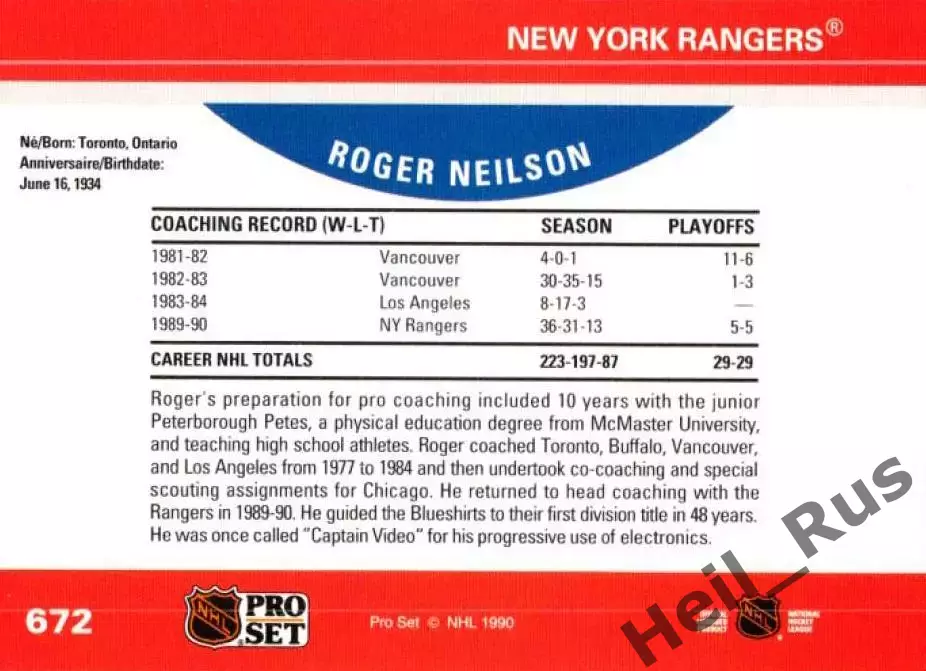 NEW YORK RANGERS®
Né/Born: Toronto, Ontario
Anniversaire/Birthdate:
June 16, 1934
ROGER NEILSON
COACHING RECORD (W-L-T) SEASON PLAYOFFS
1981-82 Vancouver 4-0-1 11-6
1982-83 Vancouver 30-35-15 1-3
1983-84 Los Angeles 8-17-3 —
1989-90 NY Rangers 36-31-13 5-5
CAREER NHL TOTALS 223-197-87 29-29
Roger's preparation for pro coaching included 10 years with the junior
Peterborough Petes, a physical education degree from McMaster University,
and teaching high school athletes. Roger coached Toronto, Buffalo, Vancouver,
and Los Angeles from 1977 to 1984 and then undertook co-coaching and special
scouting assignments for Chicago. He returned to head coaching with the
Rangers in 1989-90. He guided the Blueshirts to their first division title in 48 years.
He was once called "Captain Video" for his progressive use of electronics.
672
NHL
PRO
SET
Pro Set © NHL 1990
NHL
NATIONAL
HOCKEY
LEAGUE
Heil_Rus